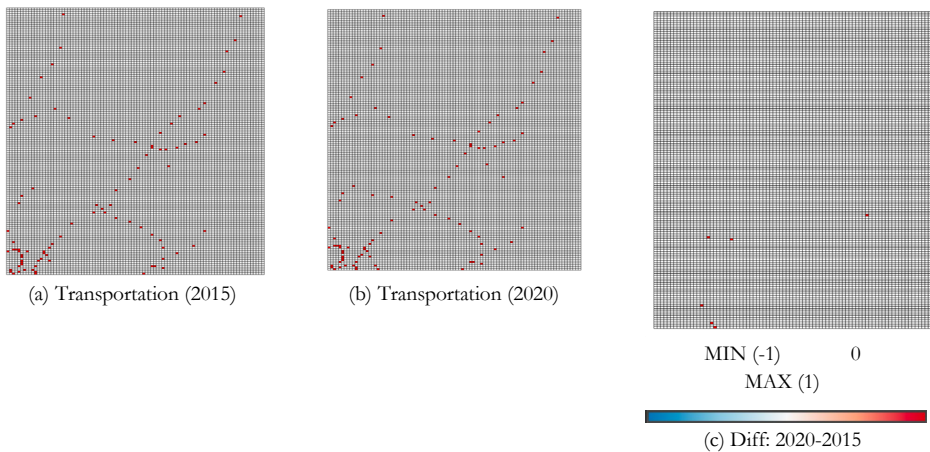 (a) Transportation (2015)
(b) Transportation (2020)
MIN (-1) 0
MAX (1)
(c) Diff: 2020-2015